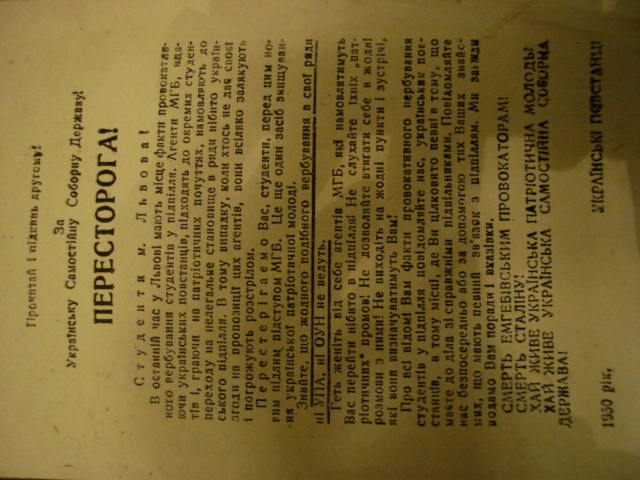 Прочитай і підкинь другому!
За
Українську Самостійну Соборну Державу!
ПЕРЕСТОРОГА!
Студенти м. Львова!
В останній час у Львові мають місце факти провокатив-
ного вербування студентів у підпілля. Агенти МГБ, уда-
ючи українських повстанців, підходять до окремих студен-
тів і, граючи на патріотичних почуттях, намовляють до
переходу на нелегальне становище в ряди нібито україн-
ського підпілля. В тому випадку, коли хтось не дає своєї
згоди на пропозиції цих агентів, вони всіляко залякують
і погрожують розстрілом.
Перестерігаємо Вас, студенти, перед цим но-
вим підлим підступом МГБ. Це ще один засіб знищуван-
ня української патріотичної молоді.
Знайте, що жодного подібного вербування в свої ряди
ні УПА, ні ОУН не ведуть.
Геть женіть від себе агентів МГБ, які намовлятимуть
Вас перейти нібито в підпілля! Не слухайте їхніх „пат-
ріотичних" промов! Не дозволяйте втягати себе в жодні
розмови з ними! Не виходіть на жодні пункти і зустрічі,
які вони визначуватимуть Вам!
Про всі відомі Вам факти провокативного вербування
студентів у підпілля повідомляйте нас, українських пов-
станців, в тому місці, де Ви цілковито певні в тому, що
маєте до діла зі справжніми підпільниками. Повідомляйте
нас безпосередньо або за допомогою тих Ваших знайо-
мих, що мають певний зв'язок з підпіллям. Ми завжди
подамо Вам поради і вказівки.
СМЕРТЬ ЕМГЕБІВСЬКИМ ПРОВОКАТОРАМ!
СМЕРТЬ СТАЛІНУ!
ХАЙ ЖИВЕ УКРАЇНСЬКА ПАТРІОТИЧНА МОЛОДЬ!
ХАЙ ЖИВЕ УКРАЇНСЬКА САМОСТІЙНА СОБОРНА
ДЕРЖАВА!
1950 рік.
УКРАЇНСЬКІ ПОВСТАНЦІ